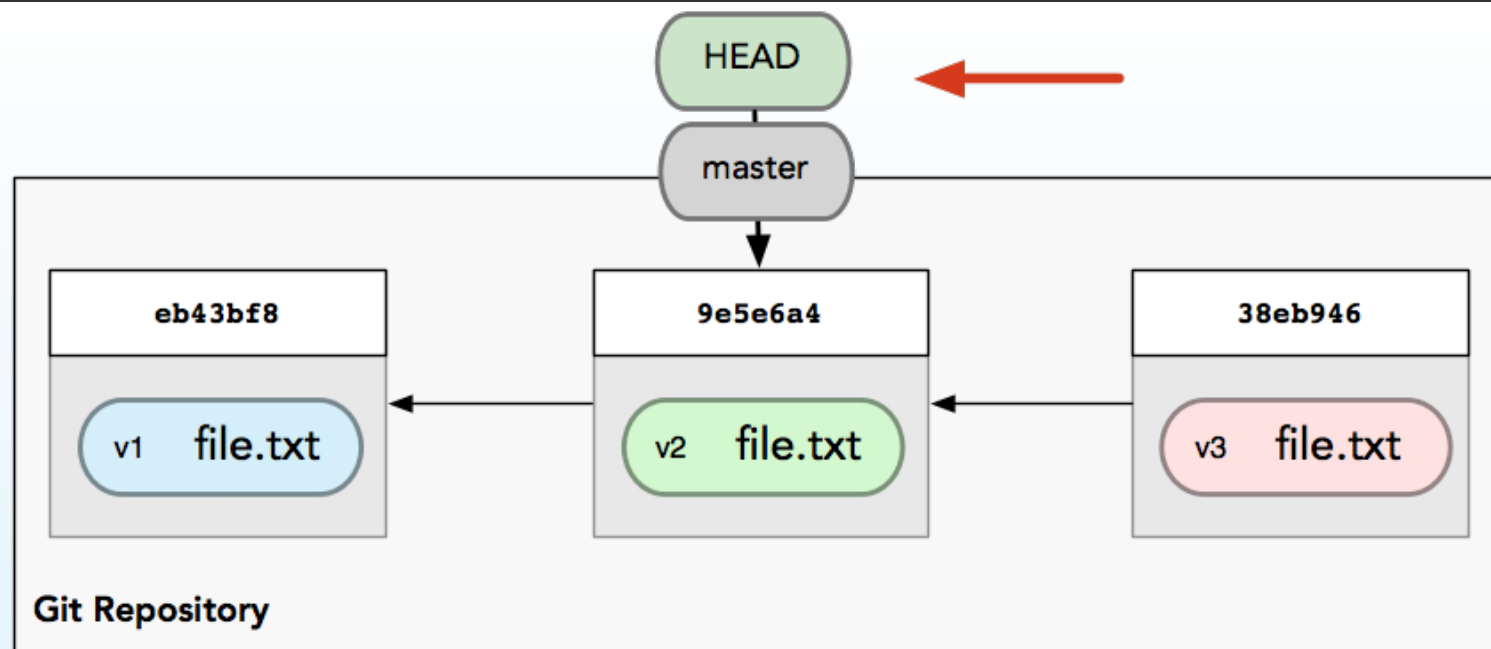 HEAD
master
eb43bf8
9e5e6a4
38eb946
v1 file.txt
v2 file.txt
v3 file.txt
Git Repository